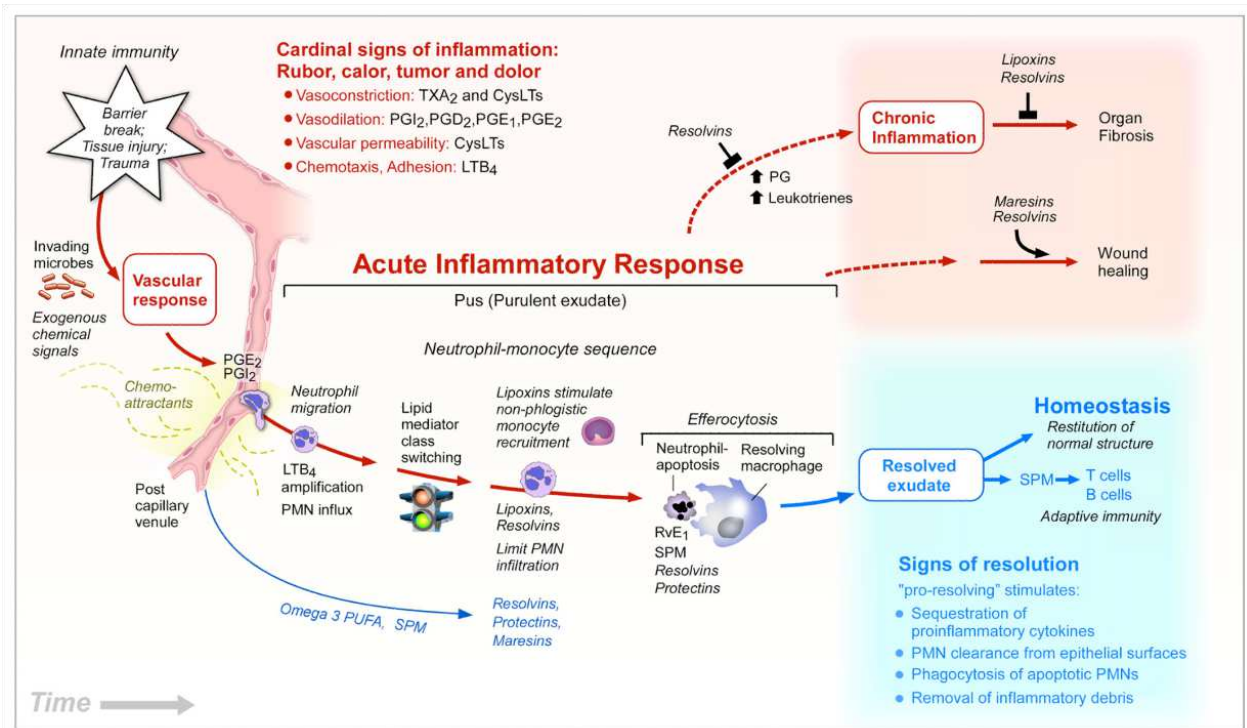 Innate immunity
Barrier
break;
Tissue injury;
Trauma
Cardinal signs of inflammation:
Rubor, calor, tumor and dolor
● Vasoconstriction: TXA2 and CysLTs
● Vasodilation: PGI2,PGD2,PGE1,PGE2
● Vascular permeability: CysLTs
● Chemotaxis, Adhesion: LTB4
Resolvins
PG
Leukotrienes
Chronic
Inflammation
Lipoxins
Resolvins
Organ
Fibrosis
Maresins
Resolvins
Wound
healing
Invading
microbes
Exogenous
chemical
signals
Vascular
response
Acute Inflammatory Response
Pus (Purulent exudate)
Neutrophil-monocyte sequence
PGE2
PGI2
Chemo-
attractants
Post
capillary
venule
Neutrophil
migration
LTB4
amplification
PMN influx
Lipid
mediator
class
switching
Lipoxins stimulate
non-phlogistic
monocyte
recruitment
Lipoxins,
Resolvins
Limit PMN
infiltration
Efferocytosis
Neutrophil-
apoptosis
Resolving
macrophage
RvE1
SPM
Resolvins
Protectins
Omega 3 PUFA, SPM
Resolvins,
Protectins,
Maresins
Resolved
exudate
Homeostasis
Restitution of
normal structure
SPM
T cells
B cells
Adaptive immunity
Signs of resolution
"pro-resolving" stimulates:
● Sequestration of
proinflammatory cytokines
● PMN clearance from epithelial surfaces
● Phagocytosis of apoptotic PMNs
● Removal of inflammatory debris
Time